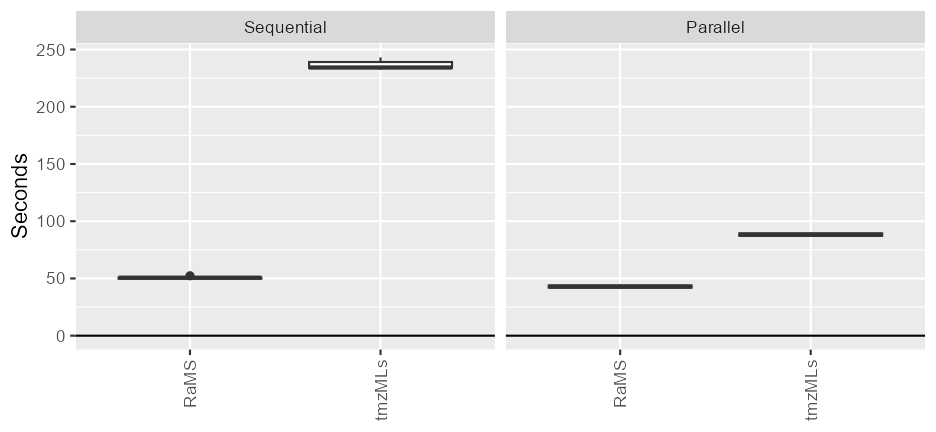 Sequential
Parallel
Seconds
250
200
150
100
50
0
RaMS
tmzMLs
RaMS
tmzMLs